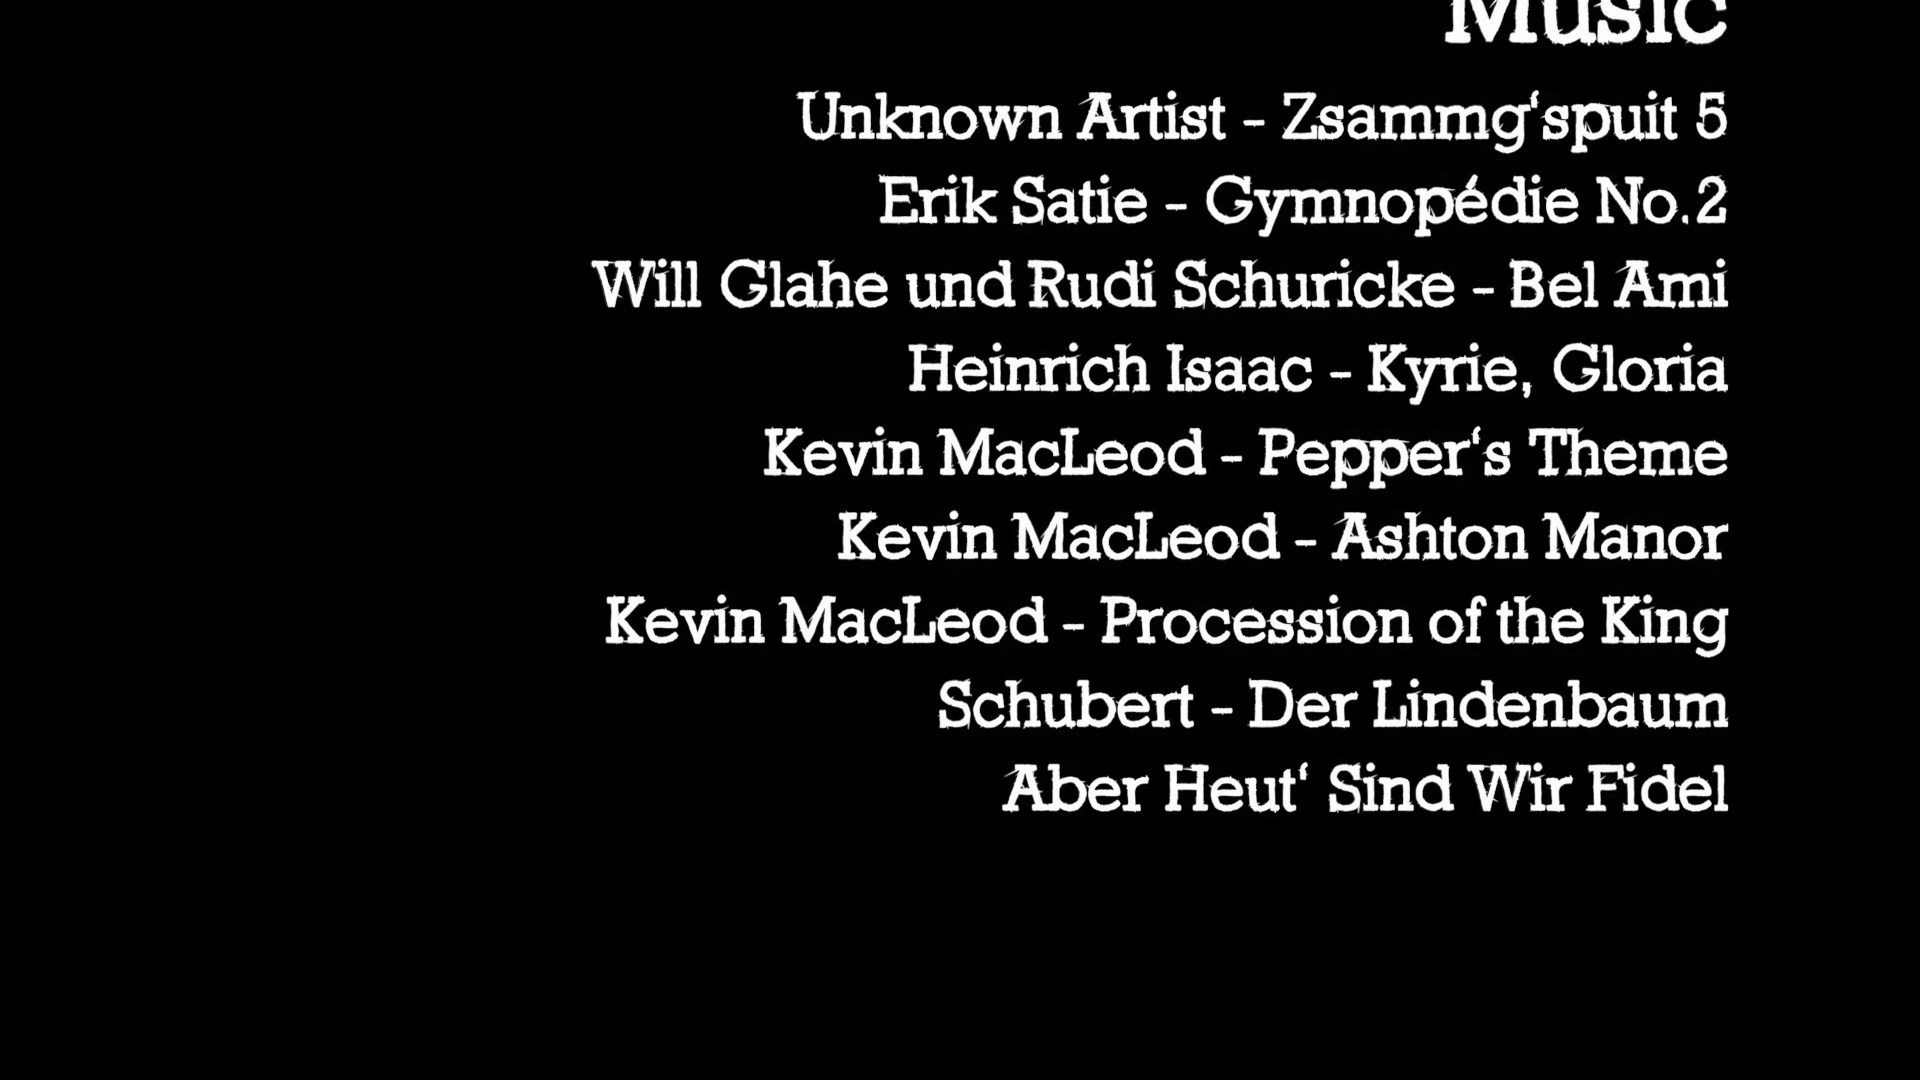 Music
Unknown Artist - Zsammg‘spuit 5
Erik Satie - Gymnopédie No.2
Will Glahe und Rudi Schuricke - Bel Ami
Heinrich Isaac - Kyrie, Gloria
Kevin MacLeod - Pepper‘s Theme
Kevin MacLeod - Ashton Manor
Kevin MacLeod - Procession of the King
Schubert - Der Lindenbaum
Aber Heut‘ Sind Wir Fidel